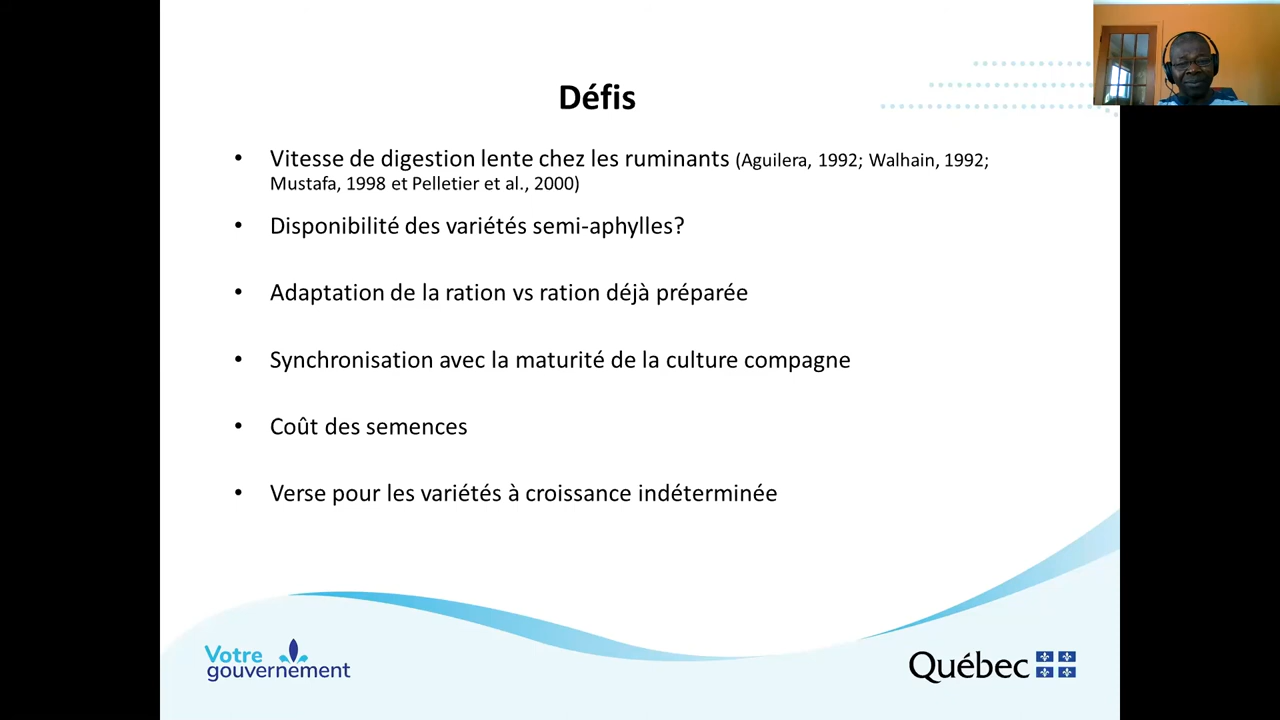 Défis
• Vitesse de digestion lente chez les ruminants (Aguilera, 1992; Walhain, 1992;
Mustafa, 1998 et Pelletier et al., 2000)
• Disponibilité des variétés semi-aphylles?
• Adaptation de la ration vs ration déjà préparée
• Synchronisation avec la maturité de la culture compagne
• Coût des semences
• Verse pour les variétés à croissance indéterminée
Votre
gouvernement
Québec